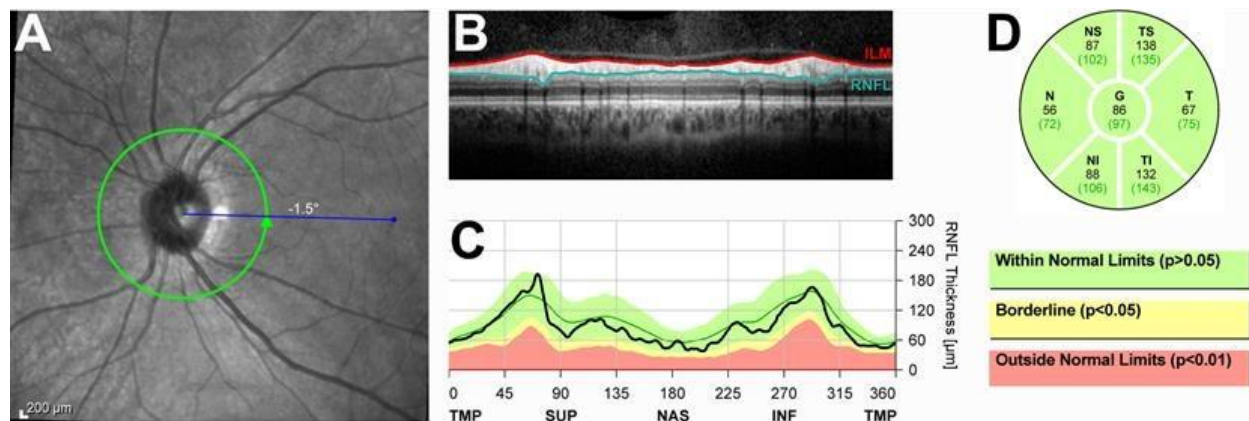 A
-1.5°
200 µm
B
ILM
RNFL
C
300
240
180
120
60
0
RNFL Thickness [µm]
0 45 90 135 180 225 270 315 360
TMP SUP NAS INF TMP
D
NS
87
(102)
TS
138
(135)
N
56
(72)
G
86
(97)
T
67
(75)
NI
88
(106)
TI
132
(143)
Within Normal Limits (p>0.05)
Borderline (p<0.05)
Outside Normal Limits (p<0.01)